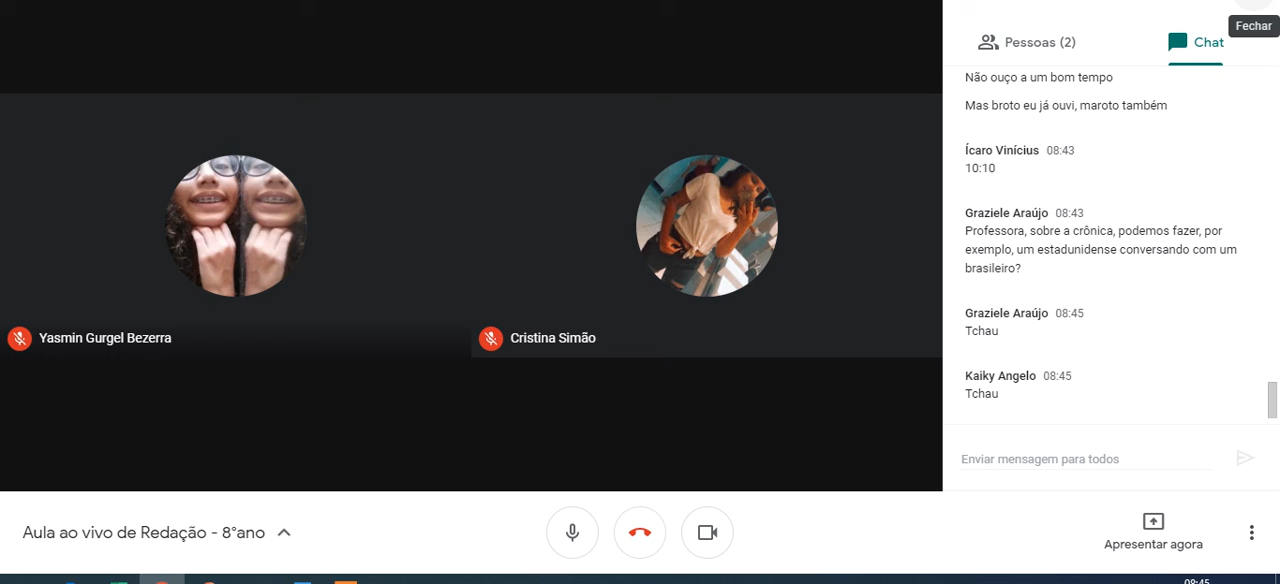 Fechar
Pessoas (2)
Chat
Não ouço a um bom tempo
Mas broto eu já ouvi, maroto também
Ícaro Vinícius 08:43
10:10
Graziele Araújo 08:43
Professora, sobre a crônica, podemos fazer, por
exemplo, um estadunidense conversando com um
brasileiro?
Graziele Araújo 08:45
Tchau
Kaiky Angelo 08:45
Tchau
Yasmin Gurgel Bezerra
Cristina Simão
Enviar mensagem para todos
Aula ao vivo de Redação - 8°ano
Apresentar agora
08:45